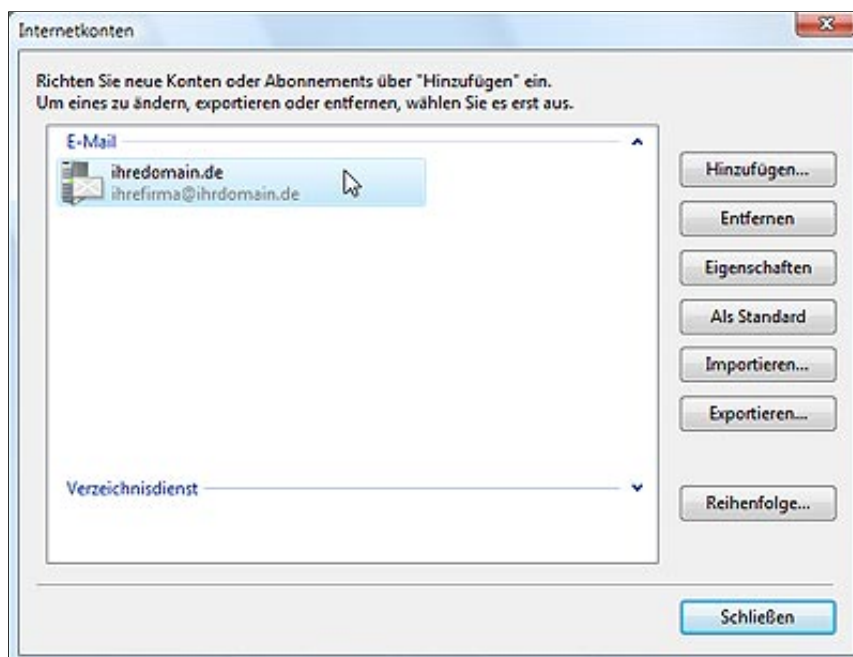 Internetkonten
Richten Sie neue Konten oder Abonnements über "Hinzufügen" ein.
Um eines zu ändern, exportieren oder entfernen, wählen Sie es erst aus.
E-Mail
ihredomain.de
ihrefirma@ihrdomain.de
Verzeichnisdienst
Hinzufügen...
Entfernen
Eigenschaften
Als Standard
Importieren...
Exportieren...
Reihenfolge...
Schließen